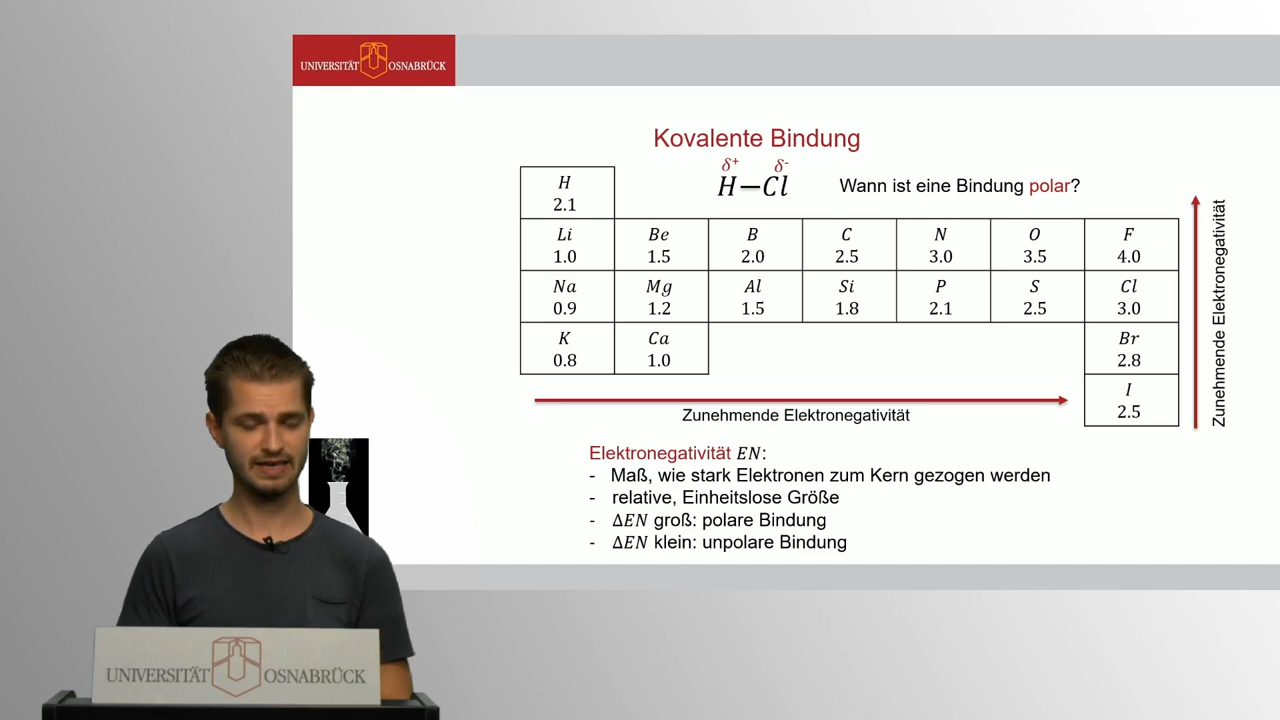 UNIVERSITÄT OSNABRÜCK
Kovalente Bindung
δ+ δ-
H—Cl
Wann ist eine Bindung polar?
H
2.1
Li Be B C N O F
1.0 1.5 2.0 2.5 3.0 3.5 4.0
Na Mg Al Si P S Cl
0.9 1.2 1.5 1.8 2.1 2.5 3.0
K Ca Br
0.8 1.0 2.8
I
2.5
Zunehmende Elektronegativität
Zunehmende Elektronegativität
Elektronegativität EN:
- Maß, wie stark Elektronen zum Kern gezogen werden
- relative, Einheitslose Größe
- ΔEN groß: polare Bindung
- ΔEN klein: unpolare Bindung
UNIVERSITÄT OSNABRÜCK